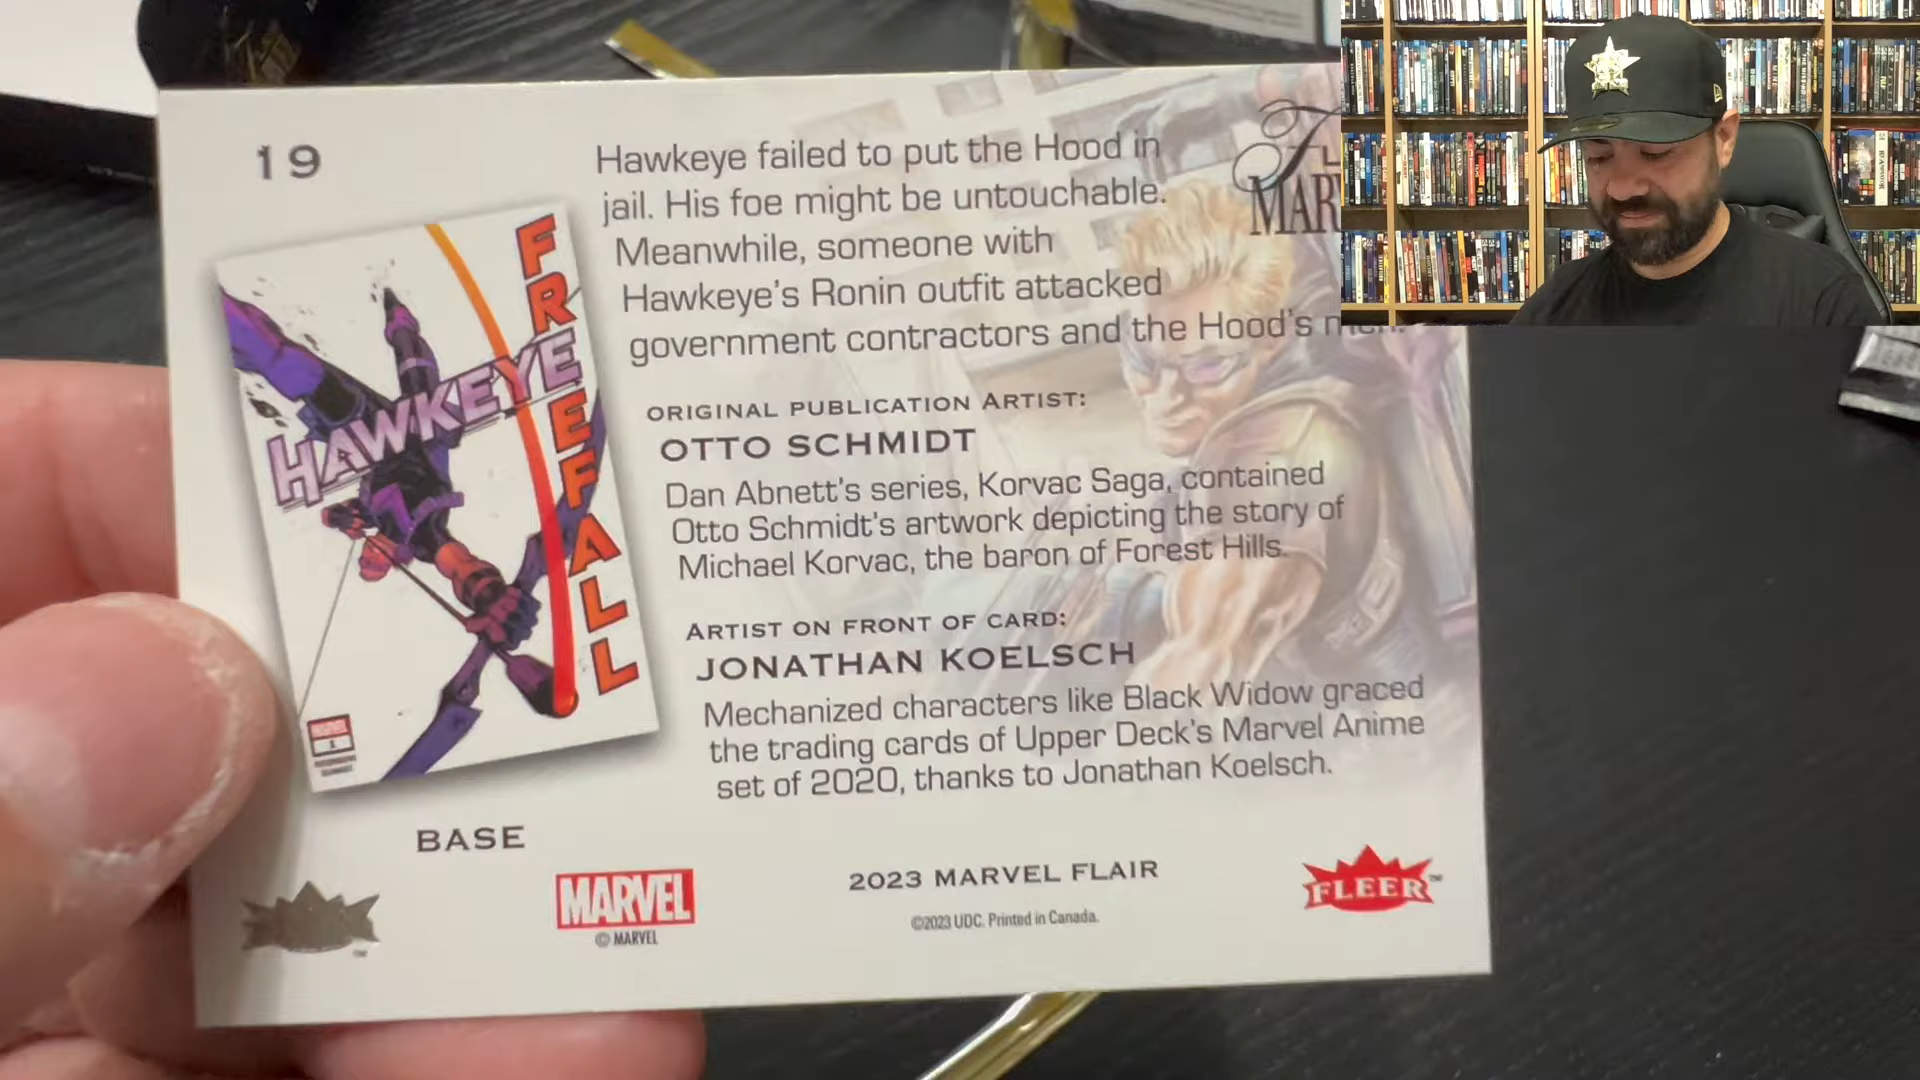 19
Hawkeye failed to put the Hood in
jail. His foe might be untouchable.
Meanwhile, someone with
Hawkeye's Ronin outfit attacked
government contractors and the Hood's
MAR
FREEFALL
HAWKEYE
ORIGINAL PUBLICATION ARTIST:
OTTO SCHMIDT
Dan Abnett's series, Korvac Saga, contained
Otto Schmidt's artwork depicting the story of
Michael Korvac, the baron of Forest Hills.
ARTIST ON FRONT OF CARD:
JONATHAN KOELSCH
Mechanized characters like Black Widow graced
the trading cards of Upper Deck's Marvel Anime
set of 2020, thanks to Jonathan Koelsch.
BASE
MARVEL
© MARVEL
2023 MARVEL FLAIR
©2023 UDC. Printed in Canada.
FLEER™